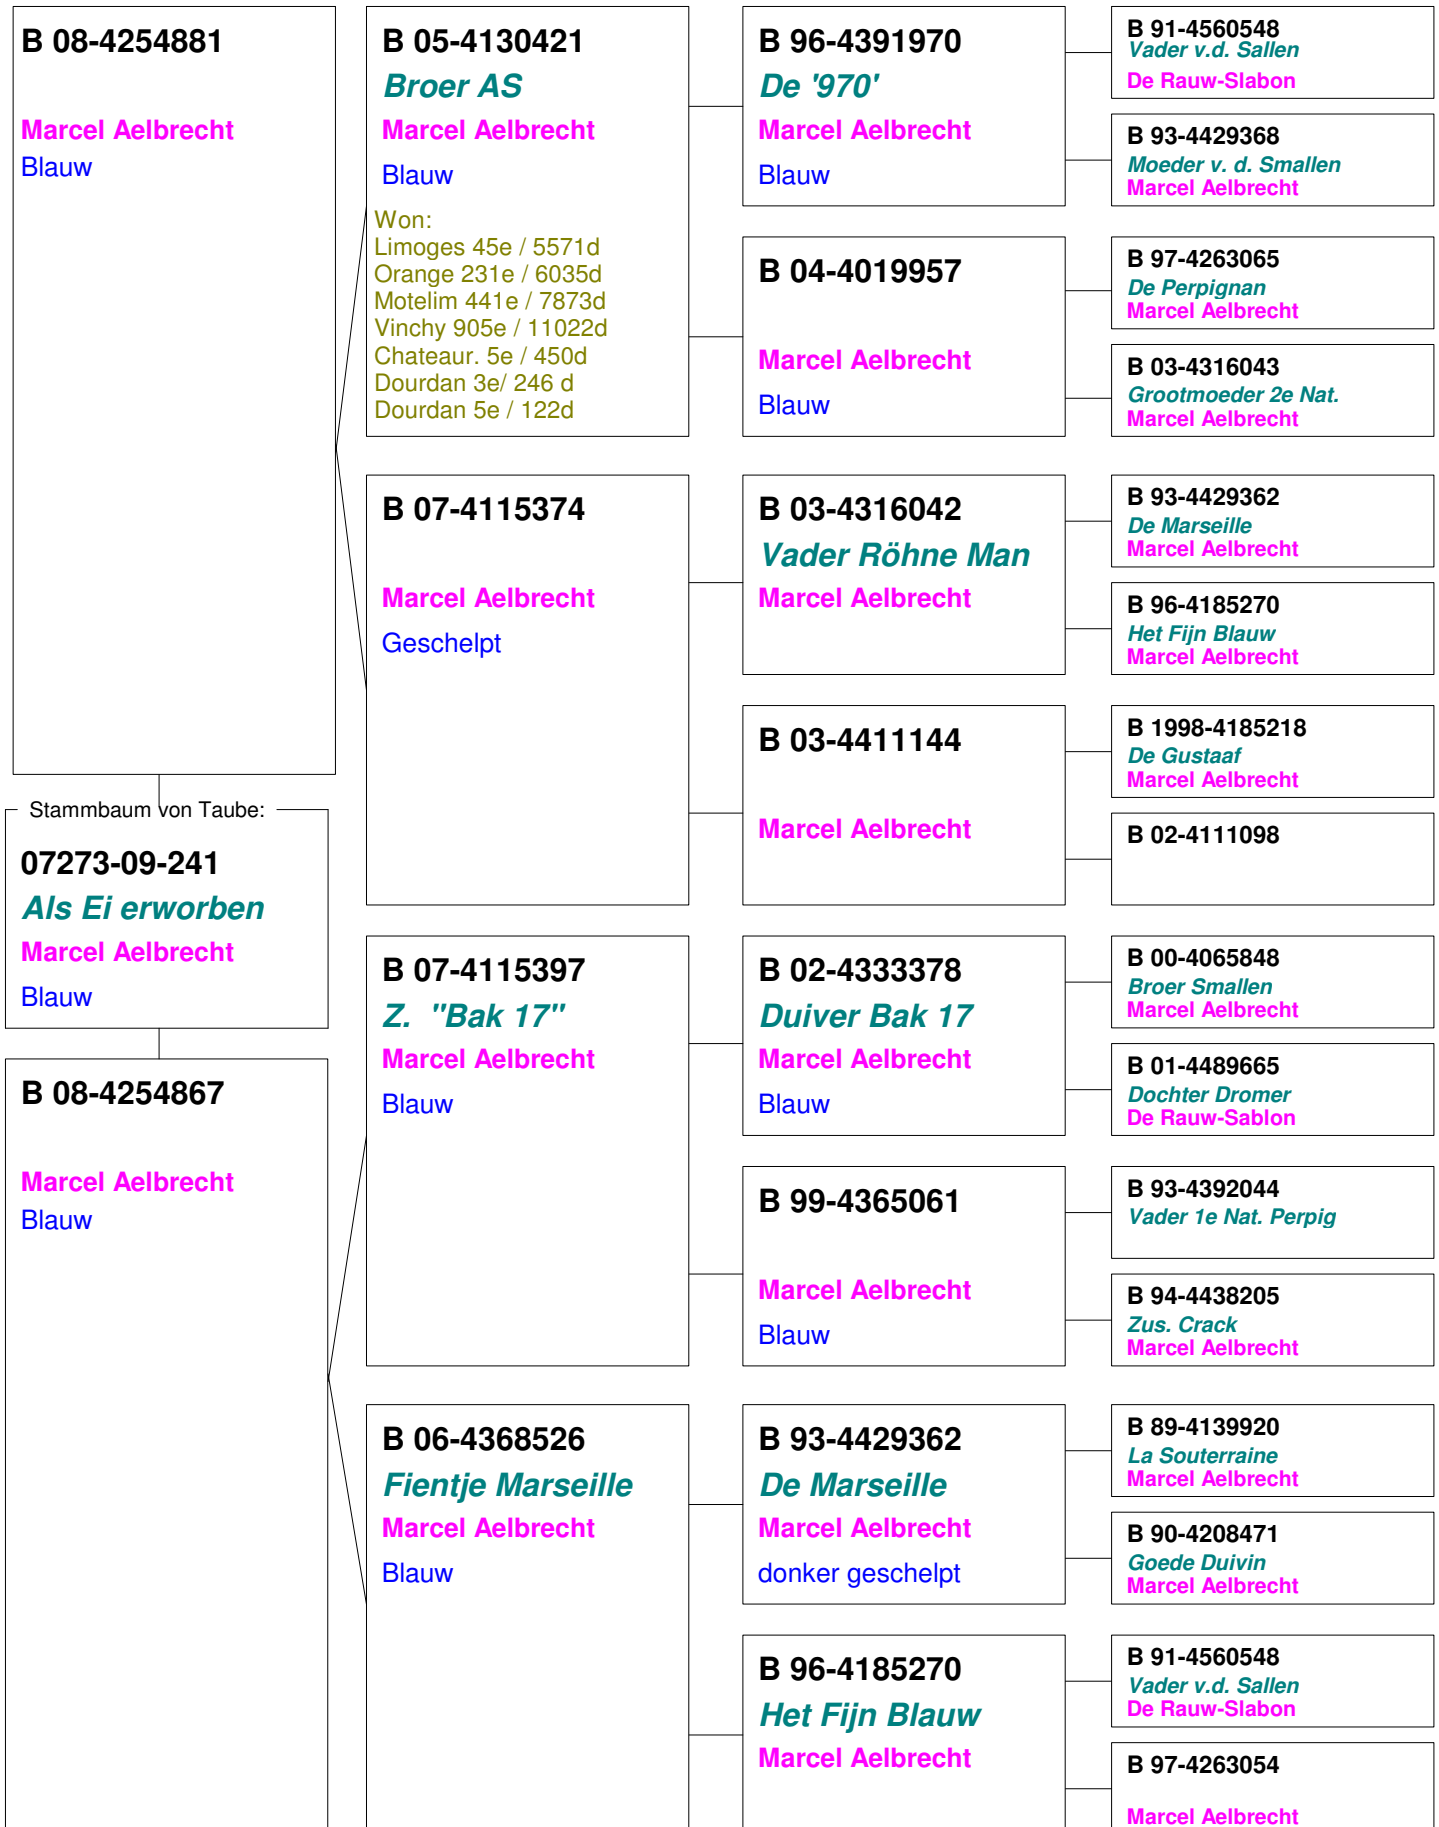 B 08-4254881
Marcel Aelbrecht
Blauw
Stammbaum von Taube:
07273-09-241
Als Ei erworben
Marcel Aelbrecht
Blauw
B 08-4254867
Marcel Aelbrecht
Blauw
B 05-4130421
Broer AS
Marcel Aelbrecht
Blauw
Won:
Limoges 45e / 5571d
Orange 231e / 6035d
Motelim 441e / 7873d
Vinchy 905e / 11022d
Chateaur. 5e / 450d
Dourdan 3e/ 246 d
Dourdan 5e / 122d
B 07-4115374
Marcel Aelbrecht
Geschelpt
B 07-4115397
Z.  "Bak 17"
Marcel Aelbrecht
Blauw
B 06-4368526
Fientje Marseille
Marcel Aelbrecht
Blauw
B 96-4391970
De '970'
Marcel Aelbrecht
Blauw
B 04-4019957
Marcel Aelbrecht
Blauw
B 03-4316042
Vader Röhne Man
Marcel Aelbrecht
B 03-4411144
Marcel Aelbrecht
B 02-4333378
Duiver Bak 17
Marcel Aelbrecht
Blauw
B 99-4365061
Marcel Aelbrecht
Blauw
B 93-4429362
De Marseille
Marcel Aelbrecht
donker geschelpt
B 96-4185270
Het Fijn Blauw
Marcel Aelbrecht
B 91-4560548
Vader v.d. Sallen
De Rauw-Slabon
B 93-4429368
Moeder v. d. Smallen
Marcel Aelbrecht
B 97-4263065
De Perpignan
Marcel Aelbrecht
B 03-4316043
Grootmoeder 2e Nat.
Marcel Aelbrecht
B 93-4429362
De Marseille
Marcel Aelbrecht
B 96-4185270
Het Fijn Blauw
Marcel Aelbrecht
B 1998-4185218
De Gustaaf
Marcel Aelbrecht
B 02-4111098
B 00-4065848
Broer Smallen
Marcel Aelbrecht
B 01-4489665
Dochter Dromer
De Rauw-Sablon
B 93-4392044
Vader 1e Nat. Perpig
B 94-4438205
Zus. Crack
Marcel Aelbrecht
B 89-4139920
La Souterraine
Marcel Aelbrecht
B 90-4208471
Goede Duivin
Marcel Aelbrecht
B 91-4560548
Vader v.d. Sallen
De Rauw-Slabon
B 97-4263054
Marcel Aelbrecht